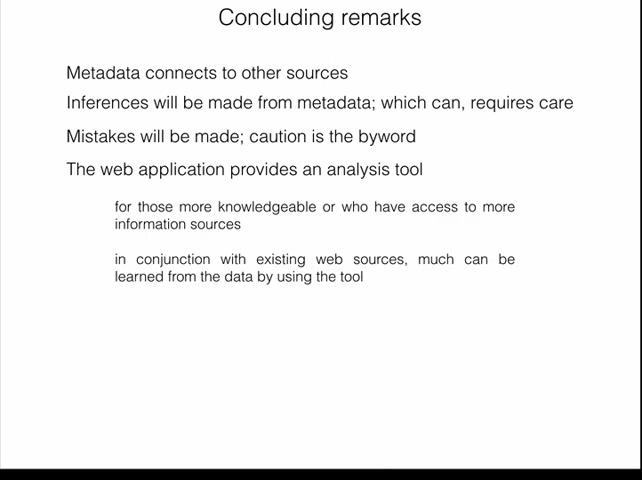 Concluding remarks
Metadata connects to other sources
Inferences will be made from metadata; which can, requires care
Mistakes will be made; caution is the byword
The web application provides an analysis tool
for those more knowledgeable or who have access to more
information sources
in conjunction with existing web sources, much can be
learned from the data by using the tool